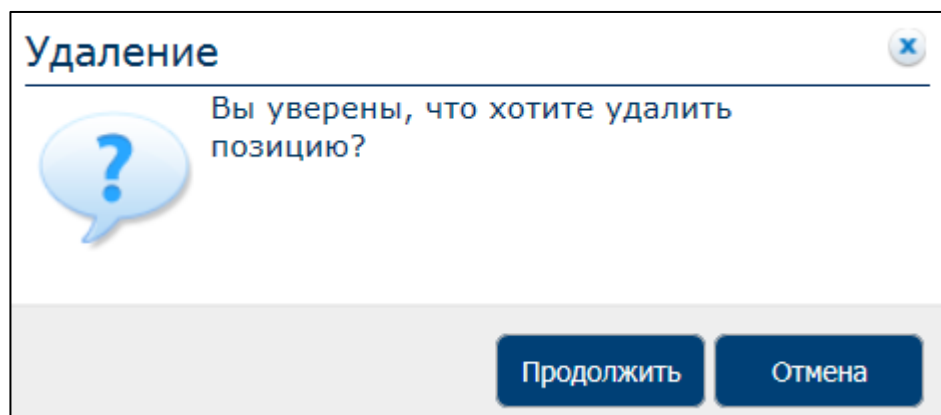 Удаление
Вы уверены, что хотите удалить
позицию?
Продолжить Отмена